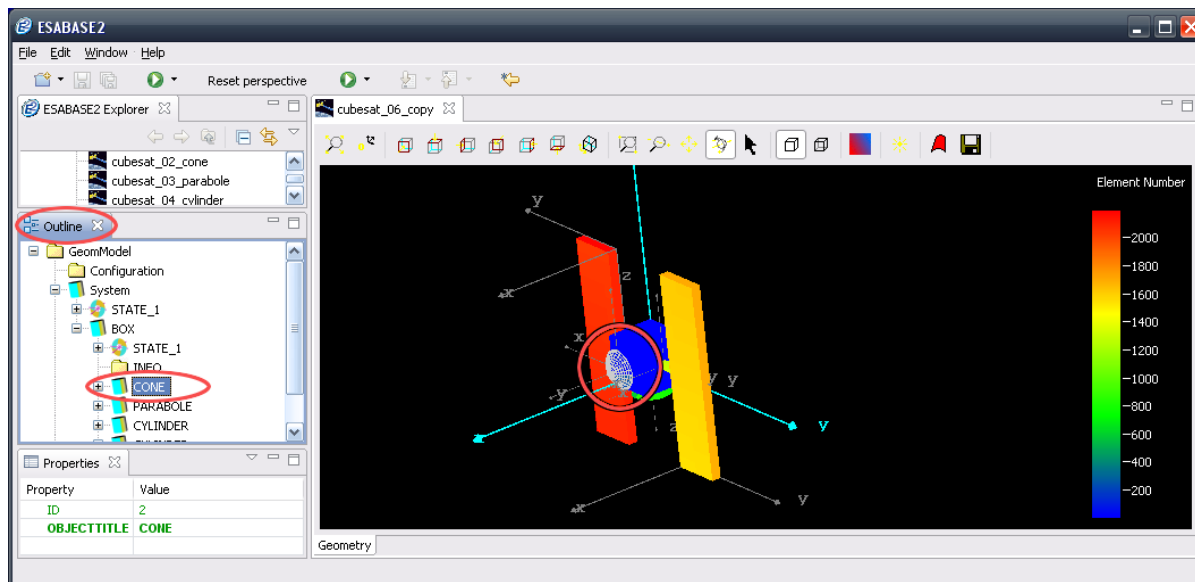 ESABASE2
File Edit Window Help
Reset perspective
ESABASE2 Explorer
cubesat_02_cone
cubesat_03_parabole
cubesat_04_cylinder
Outline
GeomModel
Configuration
System
STATE_1
BOX
STATE_1
INFO
CONE
PARABOLE
CYLINDER
Properties
Property Value
ID 2
OBJECTTITLE CONE
cubesat_06_copy
Element Number
2000
1800
1600
1400
1200
1000
800
600
400
200
y
x
z
x
y
x
y y
y
z
x
y
Geometry